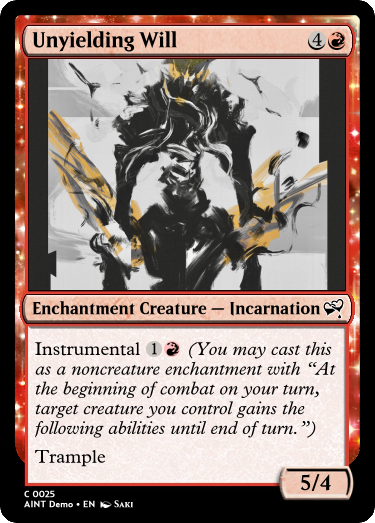 Unyielding Will 4
Enchantment Creature — Incarnation
Instrumental 1 (You may cast this
as a noncreature enchantment with “At
the beginning of combat on your turn,
target creature you control gains the
following abilities until end of turn.”)
Trample
5/4
C 0025
AINT Demo • EN Saki